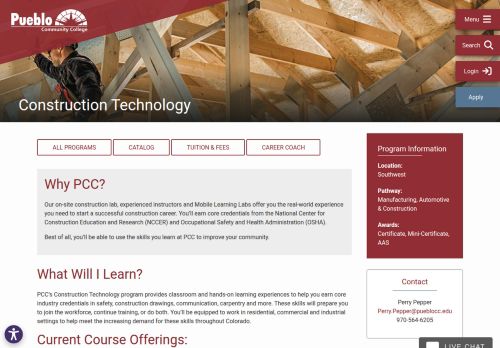 Pueblo
Community College
Menu
Search
Login
Apply
Construction Technology
ALL PROGRAMS
CATALOG
TUITION & FEES
CAREER COACH
Why PCC?
Our on-site construction lab, experienced instructors and Mobile Learning Labs offer you the real-world experience
you need to start a successful construction career. You'll earn core credentials from the National Center for
Construction Education and Research (NCCER) and Occupational Safety and Health Administration (OSHA).
Best of all, you'll be able to use the skills you learn at PCC to improve your community.
What Will I Learn?
PCC's Construction Technology program provides classroom and hands-on learning experiences to help you earn core
industry credentials in safety, construction drawings, communication, carpentry and more. These skills will prepare you
to join the workforce, continue training, or do both. You'll be equipped to work in residential, commercial and industrial
settings to help meet the increasing demand for these skills throughout Colorado.
Current Course Offerings:
Program Information
Location:
Southwest
Pathway:
Manufacturing, Automotive
& Construction
Awards:
Certificate, Mini-Certificate,
AAS
Contact
Perry Pepper
Perry.Pepper@pueblocc.edu
970-564-6205
LIVE CHAT